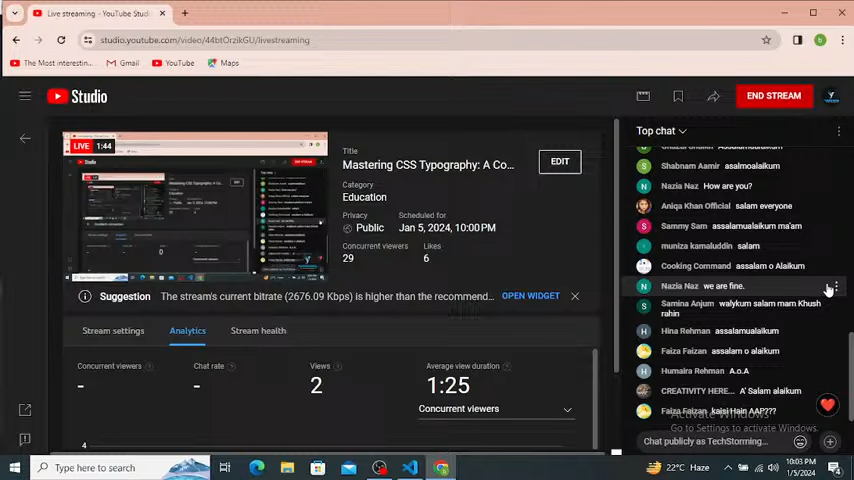 Live streaming - YouTube Studio
studio.youtube.com/video/44btOrzikGU/livestreaming
The Most interestin...
Gmail
YouTube
Maps
Studio
END STREAM
LIVE 1:44
Title
Mastering CSS Typography: A Co...
EDIT
Category
Education
Privacy
Public
Scheduled for
Jan 5, 2024, 10:00 PM
Concurrent viewers
29
Likes
6
Suggestion The stream's current bitrate (2676.09 Kbps) is higher than the recommend...
OPEN WIDGET
Stream settings
Analytics
Stream health
Concurrent viewers
-
Chat rate
-
Views
2
Average view duration
1:25
Concurrent viewers
4
Top chat
Shabnam Aamir assalmoalaikum
Nazia Naz How are you?
Aniqa Khan Official salam everyone
Sammy Sam assalamualaikum ma'am
muniza kamaluddin salam
Cooking Command assalam o Alaikum
Nazia Naz we are fine.
Samina Anjum walykum salam mam Khush
rahin
Hina Rehman assalamualaikum
Faiza Faizan assalam o alaikum
Humaira Rehman A.o.A
CREATIVITY HERE... A' Salam alaikum
Faiza Faizan kaisi Hain AAP???
Activate Windows
Go to Settings to activate Windows.
Chat publicly as TechStorming...
Type here to search
22°C Haze
10:03 PM
1/5/2024
4